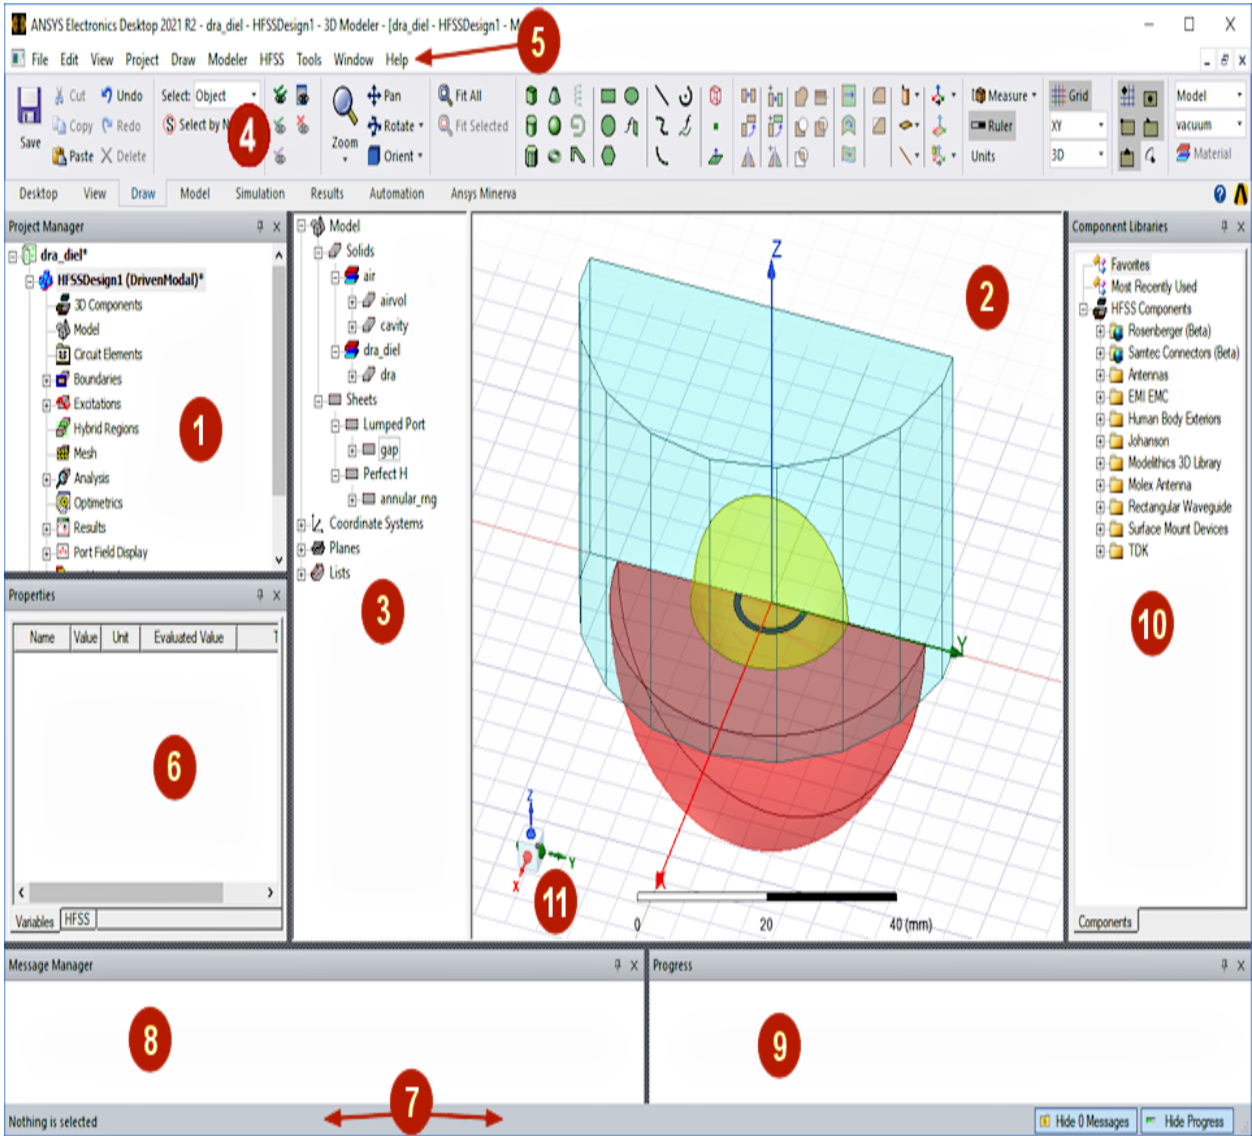 ANSYS Electronics Desktop 2021 R2 - dra_diel - HFSSDesign1 - 3D Modeler - [dra_diel - HFSSDesign1 - M
5
File Edit View Project Draw Modeler HFSS Tools Window Help
Save
Cut
Copy
Paste
Undo
Redo
Delete
Select: Object
Select by N
4
Zoom
Pan
Rotate
Orient
Fit All
Fit Selected
Measure
Ruler
Units
Grid
XY
3D
Model
vacuum
Material
Desktop View Draw Model Simulation Results Automation Ansys Minerva
Project Manager
dra_diel*
HFSSDesign1 (DrivenModal)*
3D Components
Model
Circuit Elements
Boundaries
Excitations
Hybrid Regions
Mesh
Analysis
Optimetrics
Results
Port Field Display
1
Properties
Name Value Unit Evaluated Value T
6
Variables HFSS
Model
Solids
air
airvol
cavity
dra_diel
dra
Sheets
Lumped Port
gap
Perfect H
annular_rng
Coordinate Systems
Planes
Lists
3
Z
2
Y
X
Z
Y
X
11
0 20 40 (mm)
Component Libraries
Favorites
Most Recently Used
HFSS Components
Rosenberger (Beta)
Samtec Connectors (Beta)
Antennas
EMI EMC
Human Body Exteriors
Johanson
Modelithics 3D Library
Molex Antenna
Rectangular Waveguide
Surface Mount Devices
TDK
10
Components
Message Manager
8
Progress
9
7
Nothing is selected
Hide 0 Messages
Hide Progress